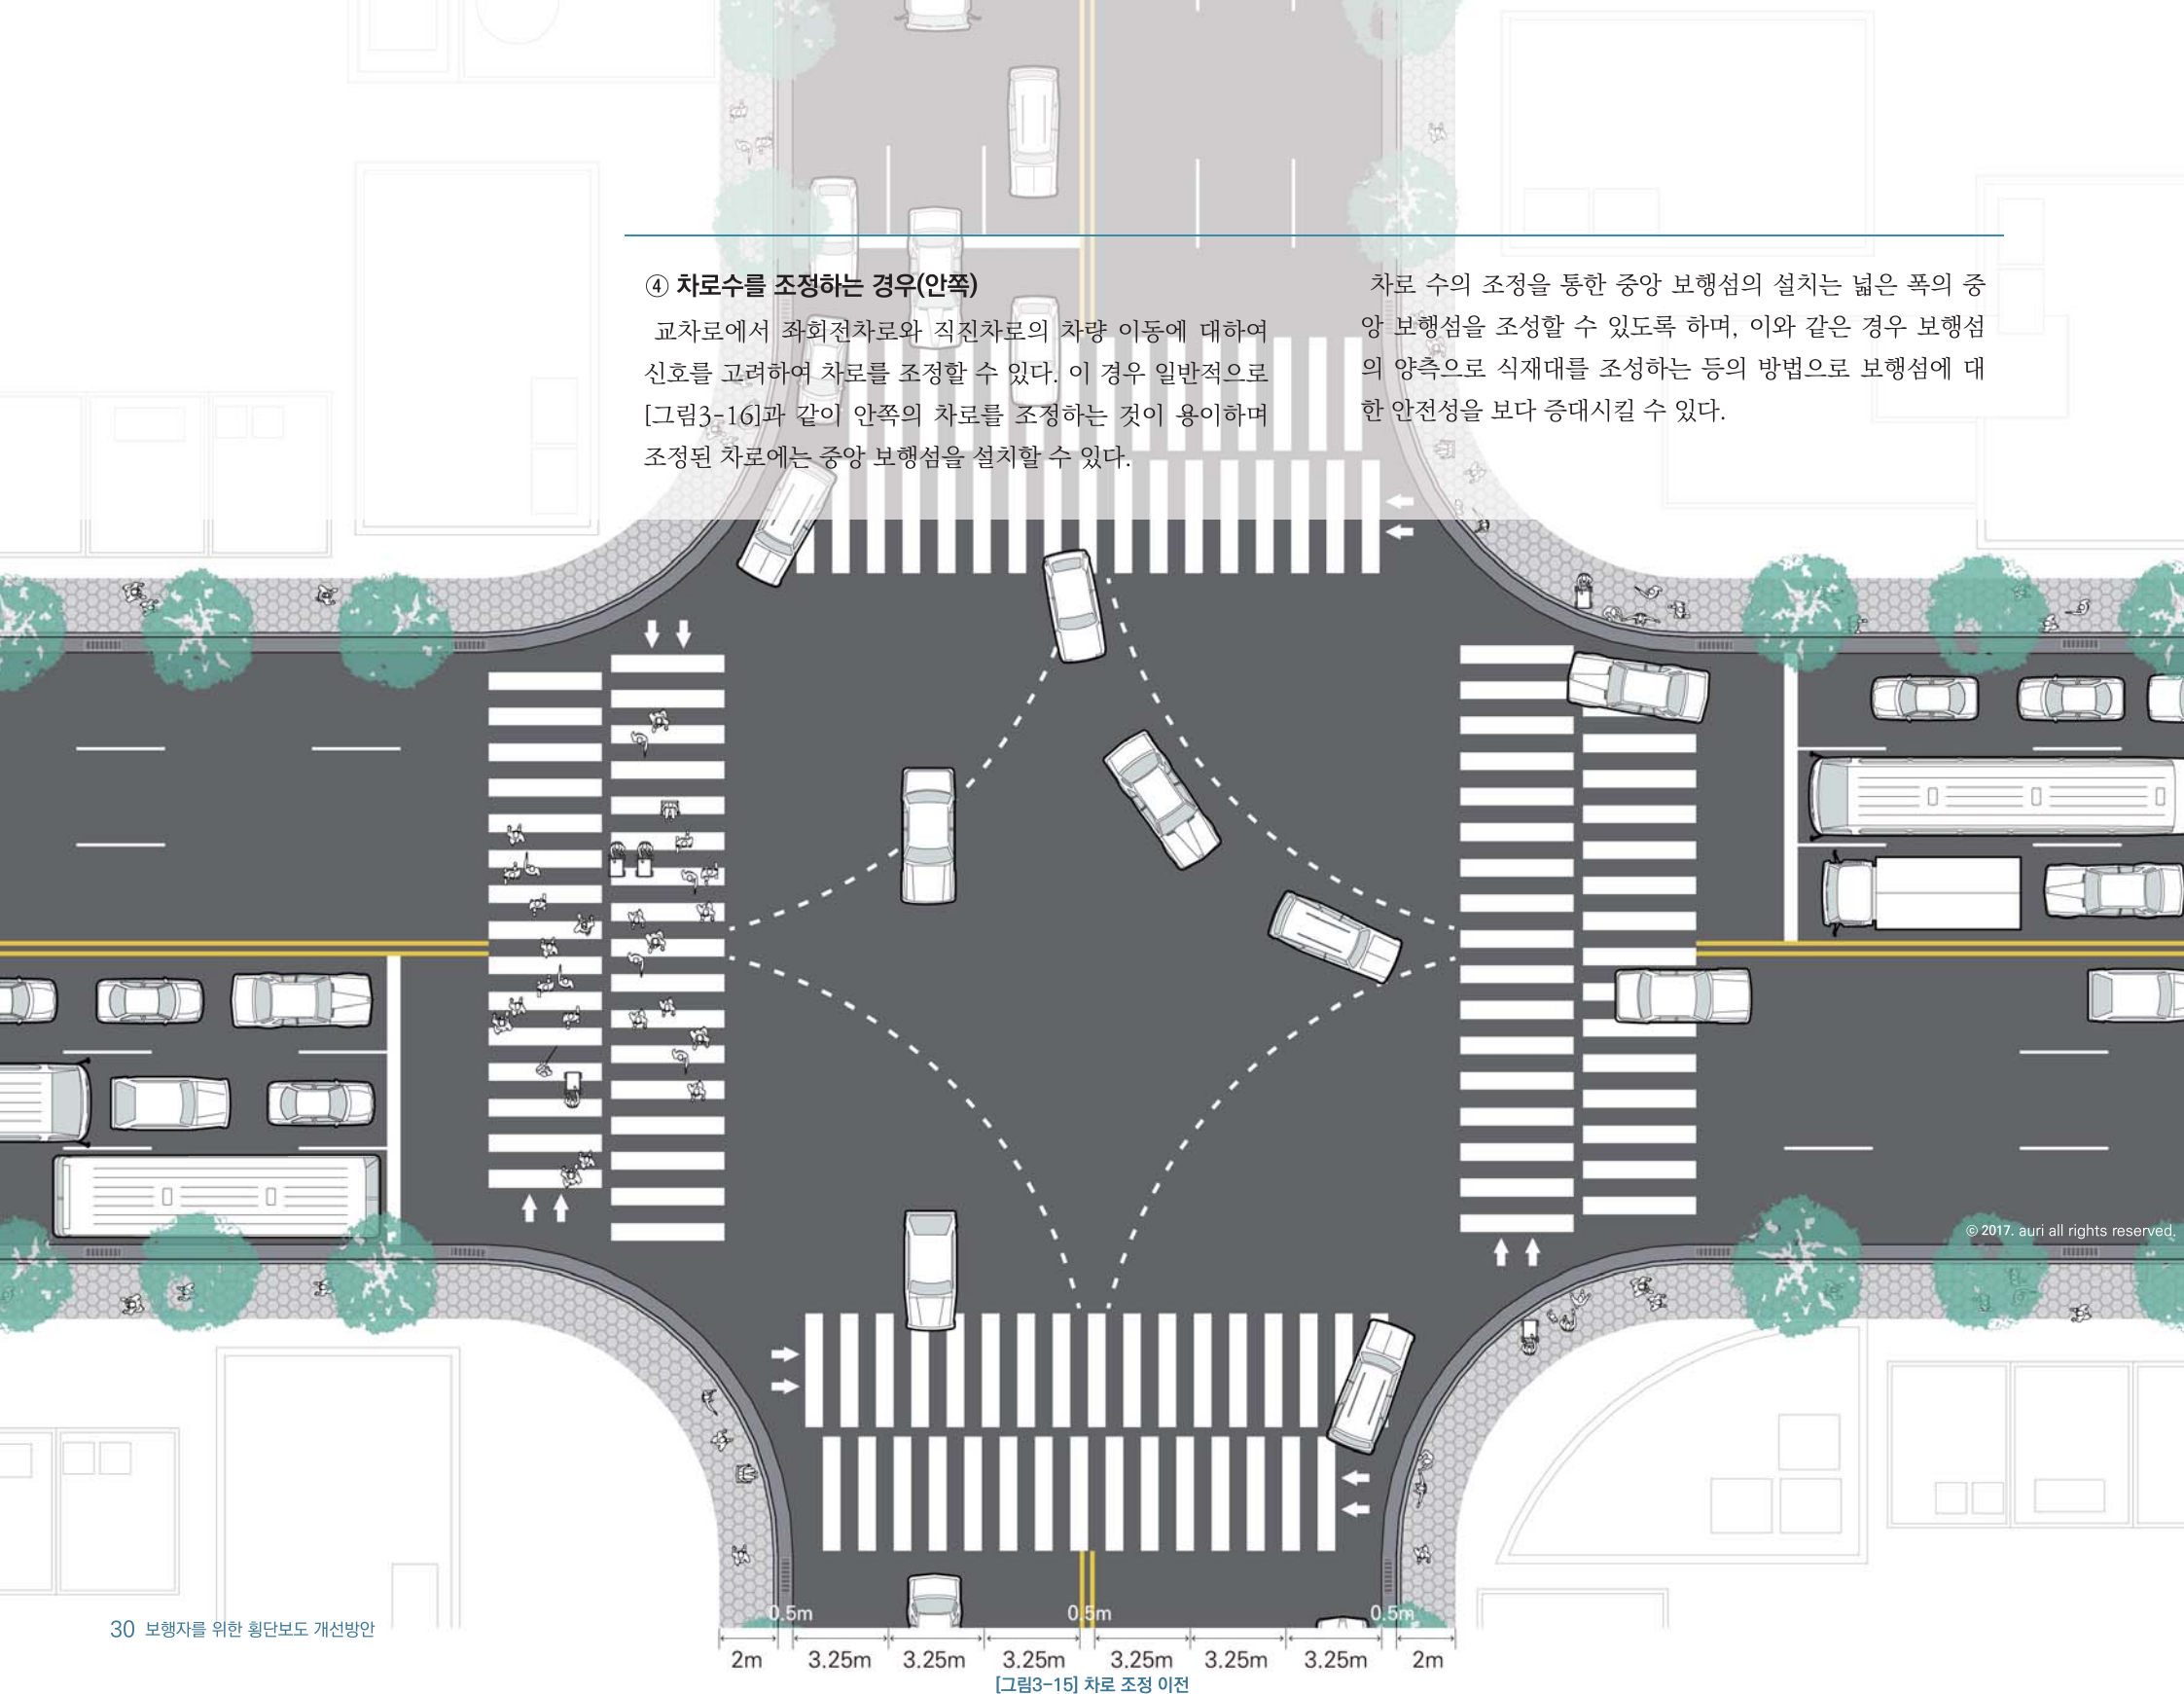 ④ 차로수를 조정하는 경우(안쪽)
교차로에서 좌회전차로와 직진차로의 차량 이동에 대하여
신호를 고려하여 차로를 조정할 수 있다. 이 경우 일반적으로
[그림3-16]과 같이 안쪽의 차로를 조정하는 것이 용이하며
조정된 차로에는 중앙 보행섬을 설치할 수 있다.
차로 수의 조정을 통한 중앙 보행섬의 설치는 넓은 폭의 중
앙 보행섬을 조성할 수 있도록 하며, 이와 같은 경우 보행섬
의 양측으로 식재대를 조성하는 등의 방법으로 보행섬에 대
한 안전성을 보다 증대시킬 수 있다.
© 2017. auri all rights reserved.
0.5m 0.5m 0.5m
2m 3.25m 3.25m 3.25m 3.25m 3.25m 3.25m 2m
[그림3-15] 차로 조정 이전
30 보행자를 위한 횡단보도 개선방안